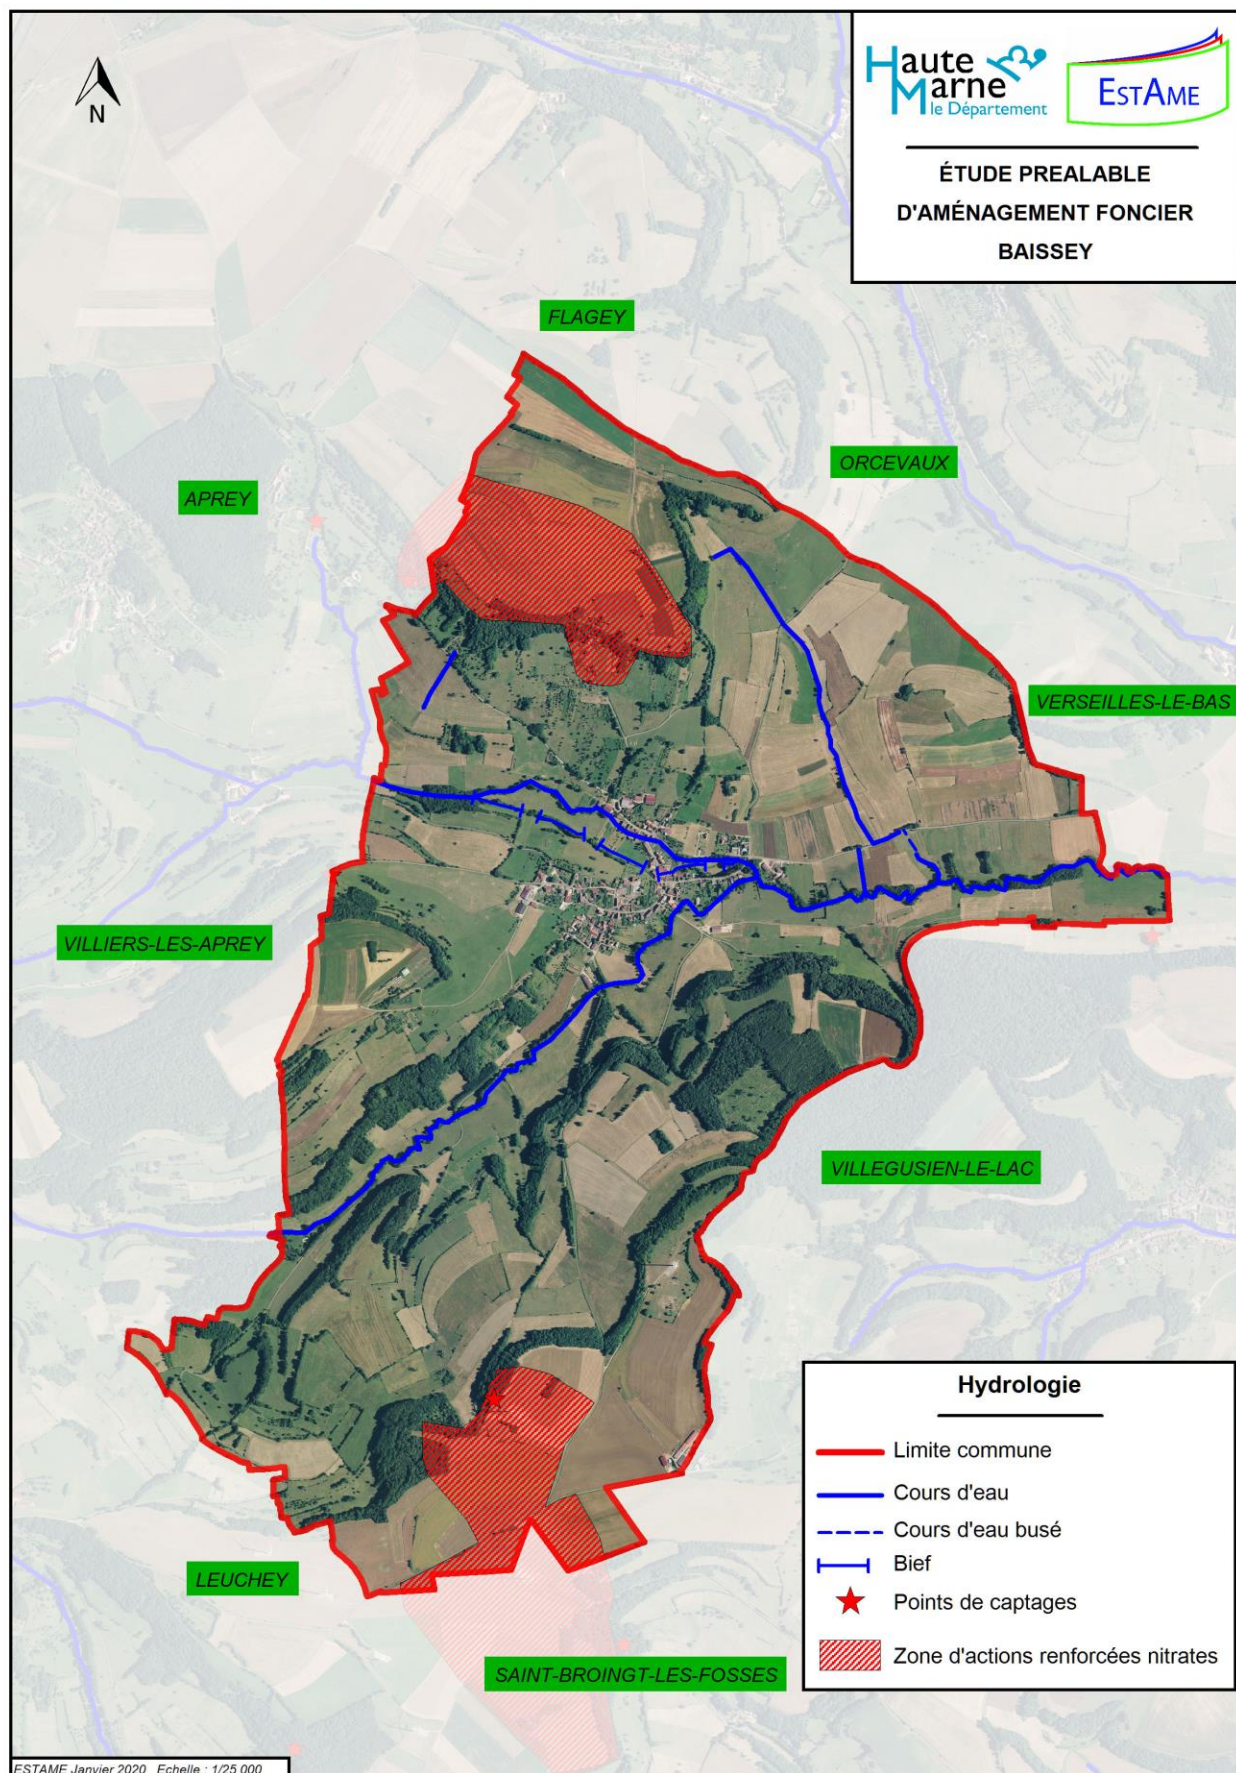 Haute
Marne
le Département
ESTAME
ÉTUDE PREALABLE
D'AMÉNAGEMENT FONCIER
BAISSEY
N
FLAGEY
ORCEVAUX
APREY
VERSEILLES-LE-BAS
VILLIERS-LES-APREY
VILLEGUSIEN-LE-LAC
LEUCHEY
SAINT-BROINGT-LES-FOSSES
Hydrologie
Limite commune
Cours d'eau
Cours d'eau busé
Bief
Points de captages
Zone d'actions renforcées nitrates
ESTAME Janvier 2020 Echelle : 1/25 000